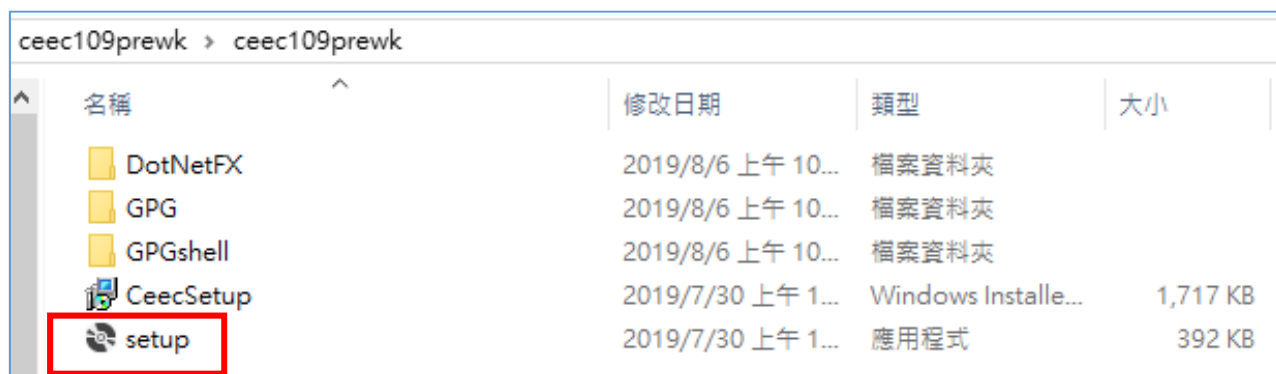 ceec109prewk > ceec109prewk
名稱 修改日期 類型 大小
DotNetFX 2019/8/6 上午 10... 檔案資料夾
GPG 2019/8/6 上午 10... 檔案資料夾
GPGshell 2019/8/6 上午 10... 檔案資料夾
CeecSetup 2019/7/30 上午 1... Windows Installe... 1,717 KB
setup 2019/7/30 上午 1... 應用程式 392 KB